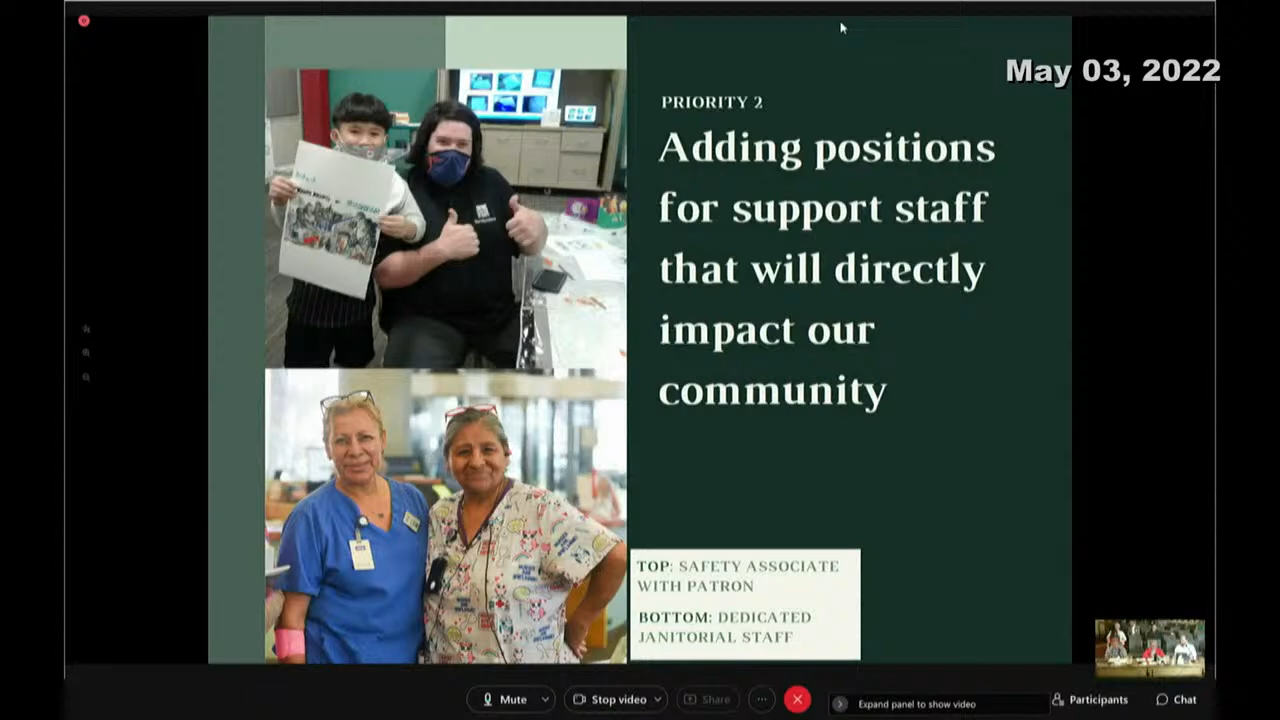 May 03, 2022
PRIORITY 2
Adding positions
for support staff
that will directly
impact our
community
TOP: SAFETY ASSOCIATE
WITH PATRON
BOTTOM: DEDICATED
JANITORIAL STAFF
Mute
Stop video
Share
Expand panel to show video
Participants
Chat